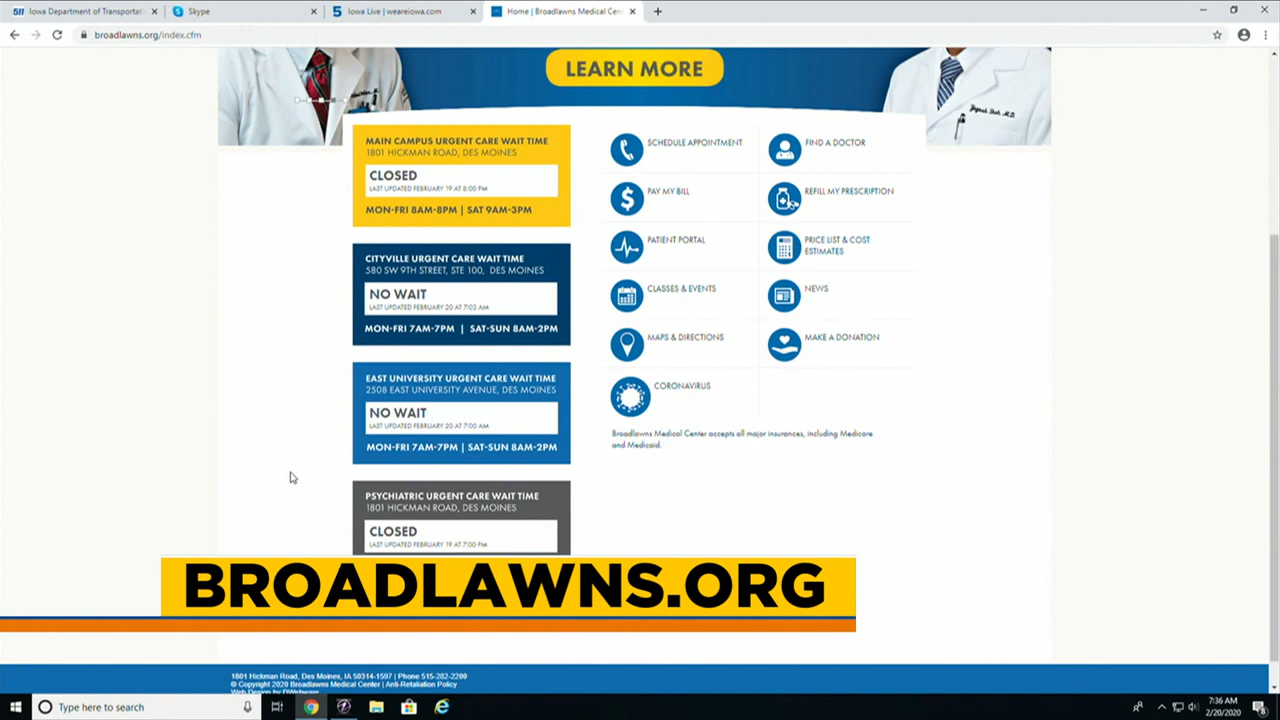 Iowa Department of Transportati
Skype
Iowa Live | weareiowa.com
Home | Broadlawns Medical Cen
broadlawns.org/index.cfm
LEARN MORE
MAIN CAMPUS URGENT CARE WAIT TIME
1801 HICKMAN ROAD, DES MOINES
CLOSED
LAST UPDATED FEBRUARY 19 AT 8:00 PM
MON-FRI 8AM-8PM | SAT 9AM-3PM
CITYVILLE URGENT CARE WAIT TIME
580 SW 9TH STREET, STE 100, DES MOINES
NO WAIT
LAST UPDATED FEBRUARY 20 AT 7:03 AM
MON-FRI 7AM-7PM | SAT-SUN 8AM-2PM
EAST UNIVERSITY URGENT CARE WAIT TIME
2508 EAST UNIVERSITY AVENUE, DES MOINES
NO WAIT
LAST UPDATED FEBRUARY 20 AT 7:00 AM
MON-FRI 7AM-7PM | SAT-SUN 8AM-2PM
PSYCHIATRIC URGENT CARE WAIT TIME
1801 HICKMAN ROAD, DES MOINES
CLOSED
LAST UPDATED FEBRUARY 19 AT 7:00 PM
SCHEDULE APPOINTMENT
FIND A DOCTOR
PAY MY BILL
REFILL MY PRESCRIPTION
PATIENT PORTAL
PRICE LIST & COST
ESTIMATES
CLASSES & EVENTS
NEWS
MAPS & DIRECTIONS
MAKE A DONATION
CORONAVIRUS
Broadlawns Medical Center accepts all major insurances, including Medicare
and Medicaid.
BROADLAWNS.ORG
1801 Hickman Road, Des Moines, IA 50314-1597 | Phone 515-282-2200
© Copyright 2020 Broadlawns Medical Center | Anti-Retaliation Policy
Web Design by
Type here to search
7:36 AM
2/20/2020